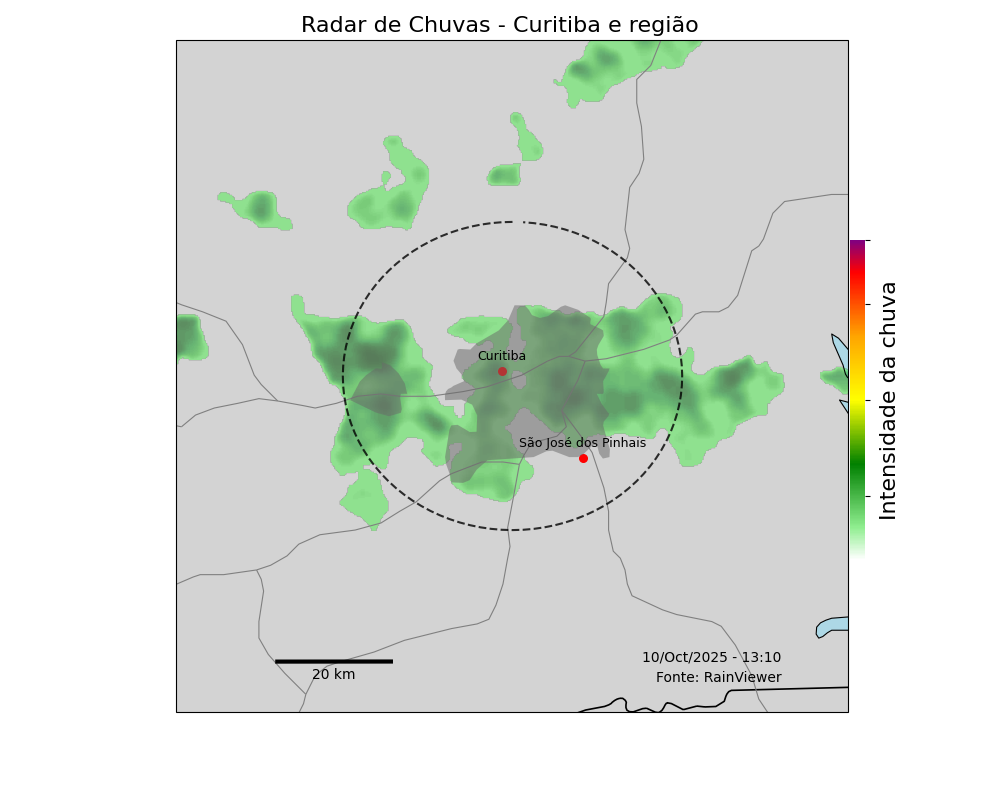 Radar de Chuvas - Curitiba e região
Curitiba
São José dos Pinhais
Intensidade da chuva
10/Oct/2025 - 13:10
Fonte: RainViewer
20 km